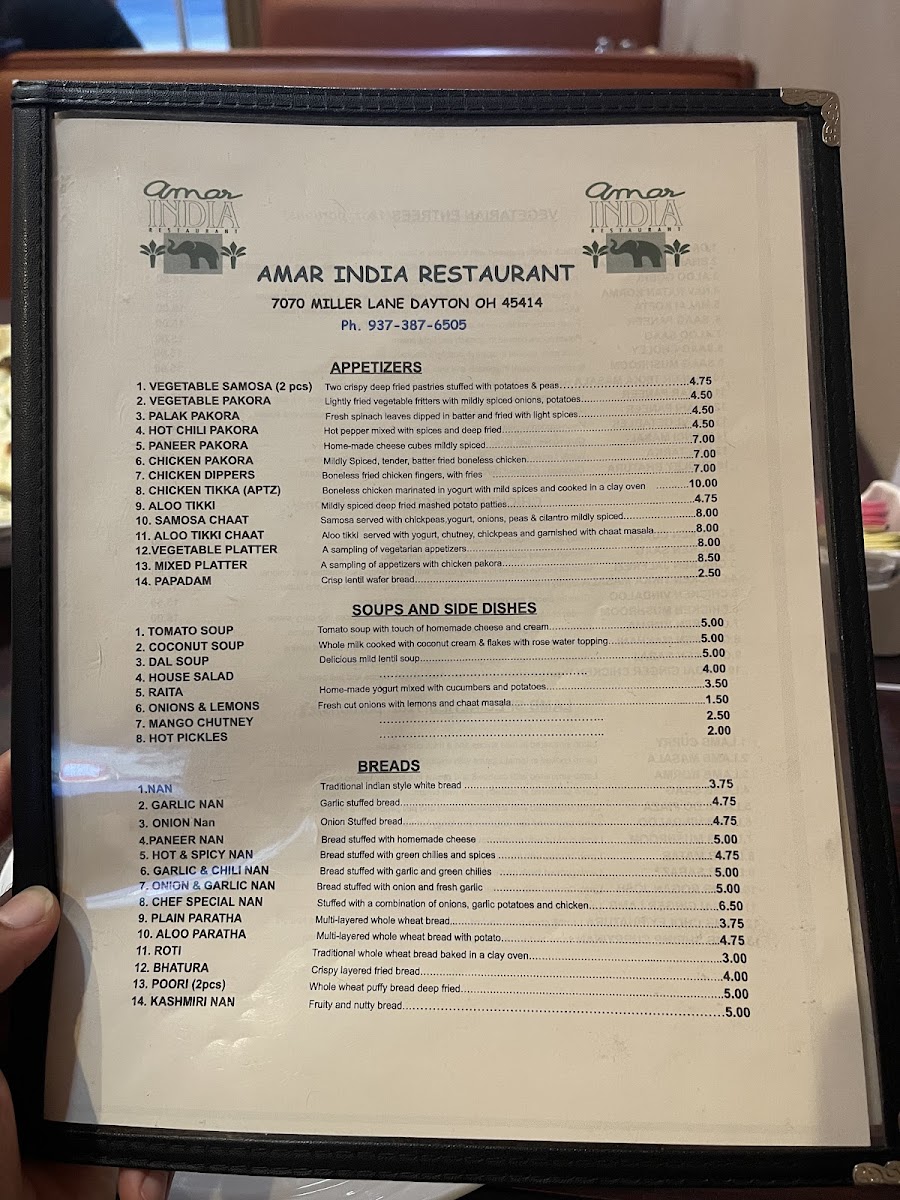 amar
INDIA
RESTAURANT
amar
INDIA
RESTAURANT
AMAR INDIA RESTAURANT
7070 MILLER LANE DAYTON OH 45414
Ph. 937-387-6505
APPETIZERS
1. VEGETABLE SAMOSA (2 pcs) Two crispy deep fried pastries stuffed with potatoes & peas.....4.75
2. VEGETABLE PAKORA Lightly fried vegetable fritters with mildly spiced onions, potatoes.....4.50
3. PALAK PAKORA Fresh spinach leaves dipped in batter and fried with light spices.....4.50
4. HOT CHILI PAKORA Hot pepper mixed with spices and deep fried.....4.50
5. PANEER PAKORA Home-made cheese cubes mildly spiced.....7.00
6. CHICKEN PAKORA Mildly Spiced, tender, batter fried boneless chicken.....7.00
7. CHICKEN DIPPERS Boneless fried chicken fingers, with fries .....7.00
8. CHICKEN TIKKA (APTZ) Boneless chicken marinated in yogurt with mild spices and cooked in a clay oven .....10.00
9. ALOO TIKKI Mildly spiced deep fried mashed potato patties.....4.75
10. SAMOSA CHAAT Samosa served with chickpeas,yogurt, onions, peas & cilantro mildly spiced.....8.00
11. ALOO TIKKI CHAAT Aloo tikki served with yogurt, chutney, chickpeas and garnished with chaat masala.....8.00
12.VEGETABLE PLATTER A sampling of vegetarian appetizers.....8.00
13. MIXED PLATTER A sampling of appetizers with chicken pakora.....8.50
14. PAPADAM Crisp lentil wafer bread.....2.50
SOUPS AND SIDE DISHES
1. TOMATO SOUP Tomato soup with touch of homemade cheese and cream.....5.00
2. COCONUT SOUP Whole milk cooked with coconut cream & flakes with rose water topping.....5.00
3. DAL SOUP Delicious mild lentil soup.....5.00
4. HOUSE SALAD ..... 4.00
5. RAITA Home-made yogurt mixed with cucumbers and potatoes.....3.50
6. ONIONS & LEMONS Fresh cut onions with lemons and chaat masala.....1.50
7. MANGO CHUTNEY ..... 2.50
8. HOT PICKLES ..... 2.00
BREADS
1.NAN Traditional indian style white bread .....3.75
2. GARLIC NAN Garlic stuffed bread.....4.75
3. ONION Nan Onion Stuffed bread.....4.75
4.PANEER NAN Bread stuffed with homemade cheese .....5.00
5. HOT & SPICY NAN Bread stuffed with green chilies and spices ..... 4.75
6. GARLIC & CHILI NAN Bread stuffed with garlic and green chilies .....5.00
7. ONION & GARLIC NAN Bread stuffed with onion and fresh garlic .....5.00
8. CHEF SPECIAL NAN Stuffed with a combination of onions, garlic potatoes and chicken.....6.50
9. PLAIN PARATHA Multi-layered whole wheat bread.....3.75
10. ALOO PARATHA Multi-layered whole wheat bread with potato.....4.75
11. ROTI Traditional whole wheat bread baked in a clay oven.....3.00
12. BHATURA Crispy layered fried bread.....4.00
13. POORI (2pcs) Whole wheat puffy bread deep fried.....5.00
14. KASHMIRI NAN Fruity and nutty bread.....5.00